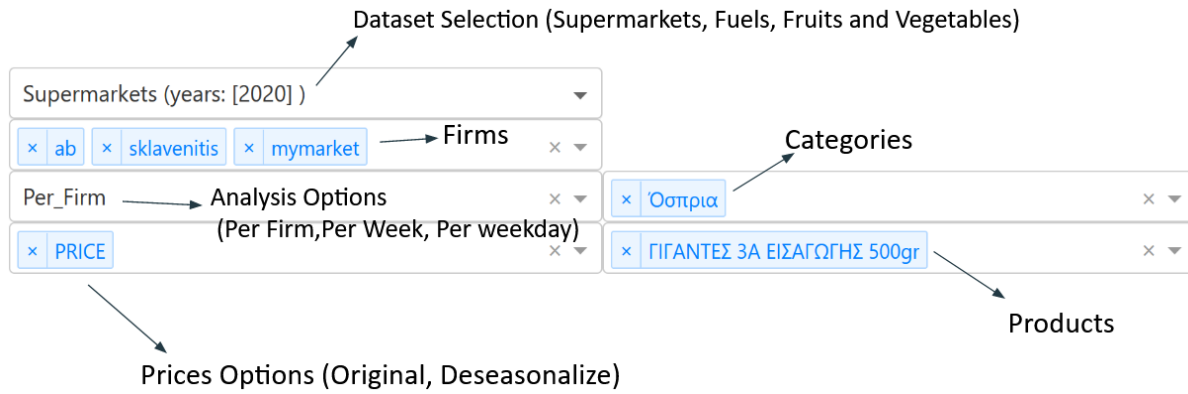 Dataset Selection (Supermarkets, Fuels, Fruits and Vegetables)
Supermarkets (years: [2020] )
× ab × sklavenitis × mymarket
Firms
Categories
Per_Firm
Analysis Options
(Per Firm,Per Week, Per weekday)
× Όσπρια
× PRICE
× ΓΙΓΑΝΤΕΣ 3Α ΕΙΣΑΓΩΓΗΣ 500gr
Products
Prices Options (Original, Deseasonalize)